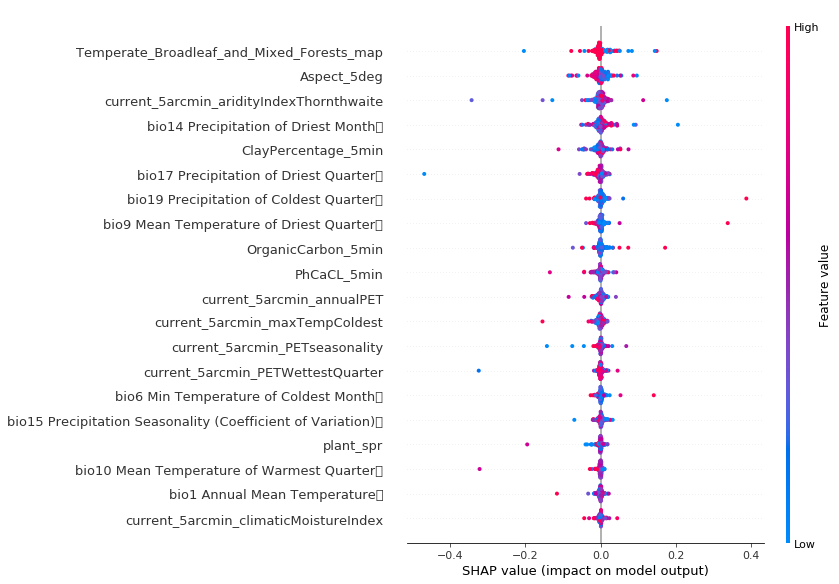 High
Temperate_Broadleaf_and_Mixed_Forests_map
Aspect_5deg
current_5arcmin_aridityIndexThornthwaite
bio14 Precipitation of Driest Month
ClayPercentage_5min
bio17 Precipitation of Driest Quarter
bio19 Precipitation of Coldest Quarter
bio9 Mean Temperature of Driest Quarter
OrganicCarbon_5min
PhCaCL_5min
current_5arcmin_annualPET
current_5arcmin_maxTempColdest
current_5arcmin_PETseasonality
current_5arcmin_PETWettestQuarter
bio6 Min Temperature of Coldest Month
bio15 Precipitation Seasonality (Coefficient of Variation)
plant_spr
bio10 Mean Temperature of Warmest Quarter
bio1 Annual Mean Temperature
current_5arcmin_climaticMoistureIndex
Feature value
Low
−0.4 −0.2 0.0 0.2 0.4
SHAP value (impact on model output)